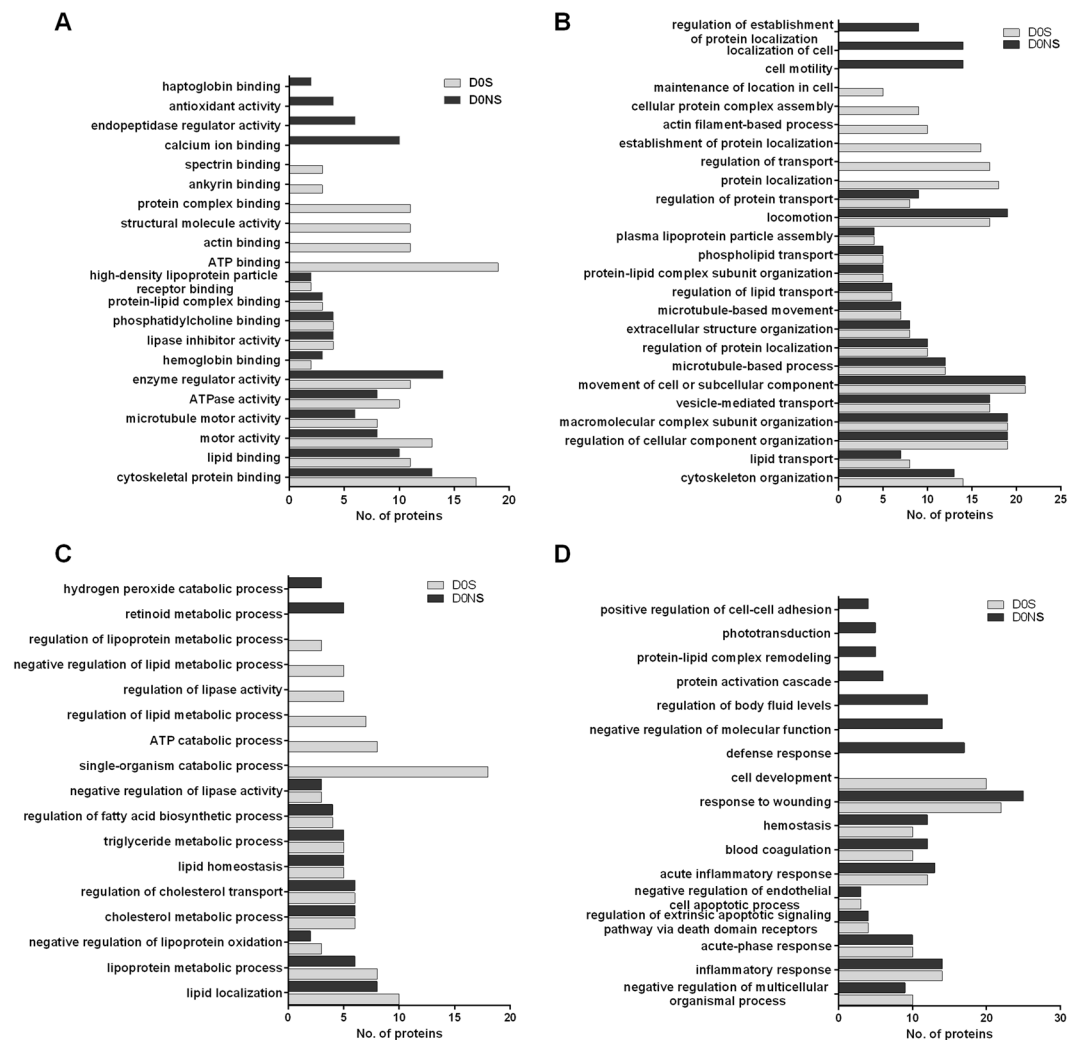 A
D0S
D0NS
haptoglobin binding
antioxidant activity
endopeptidase regulator activity
calcium ion binding
spectrin binding
ankyrin binding
protein complex binding
structural molecule activity
actin binding
ATP binding
high-density lipoprotein particle
receptor binding
protein-lipid complex binding
phosphatidylcholine binding
lipase inhibitor activity
hemoglobin binding
enzyme regulator activity
ATPase activity
microtubule motor activity
motor activity
lipid binding
cytoskeletal protein binding
0 5 10 15 20
No. of proteins
B
D0S
D0NS
regulation of establishment
of protein localization
localization of cell
cell motility
maintenance of location in cell
cellular protein complex assembly
actin filament-based process
establishment of protein localization
regulation of transport
protein localization
regulation of protein transport
locomotion
plasma lipoprotein particle assembly
phospholipid transport
protein-lipid complex subunit organization
regulation of lipid transport
microtubule-based movement
extracellular structure organization
regulation of protein localization
microtubule-based process
movement of cell or subcellular component
vesicle-mediated transport
macromolecular complex subunit organization
regulation of cellular component organization
lipid transport
cytoskeleton organization
0 5 10 15 20 25
No. of proteins
C
D0S
D0NS
hydrogen peroxide catabolic process
retinoid metabolic process
regulation of lipoprotein metabolic process
negative regulation of lipid metabolic process
regulation of lipase activity
regulation of lipid metabolic process
ATP catabolic process
single-organism catabolic process
negative regulation of lipase activity
regulation of fatty acid biosynthetic process
triglyceride metabolic process
lipid homeostasis
regulation of cholesterol transport
cholesterol metabolic process
negative regulation of lipoprotein oxidation
lipoprotein metabolic process
lipid localization
0 5 10 15 20
No. of proteins
D
D0S
D0NS
positive regulation of cell-cell adhesion
phototransduction
protein-lipid complex remodeling
protein activation cascade
regulation of body fluid levels
negative regulation of molecular function
defense response
cell development
response to wounding
hemostasis
blood coagulation
acute inflammatory response
negative regulation of endothelial
cell apoptotic process
regulation of extrinsic apoptotic signaling
pathway via death domain receptors
acute-phase response
inflammatory response
negative regulation of multicellular
organismal process
0 10 20 30
No. of proteins